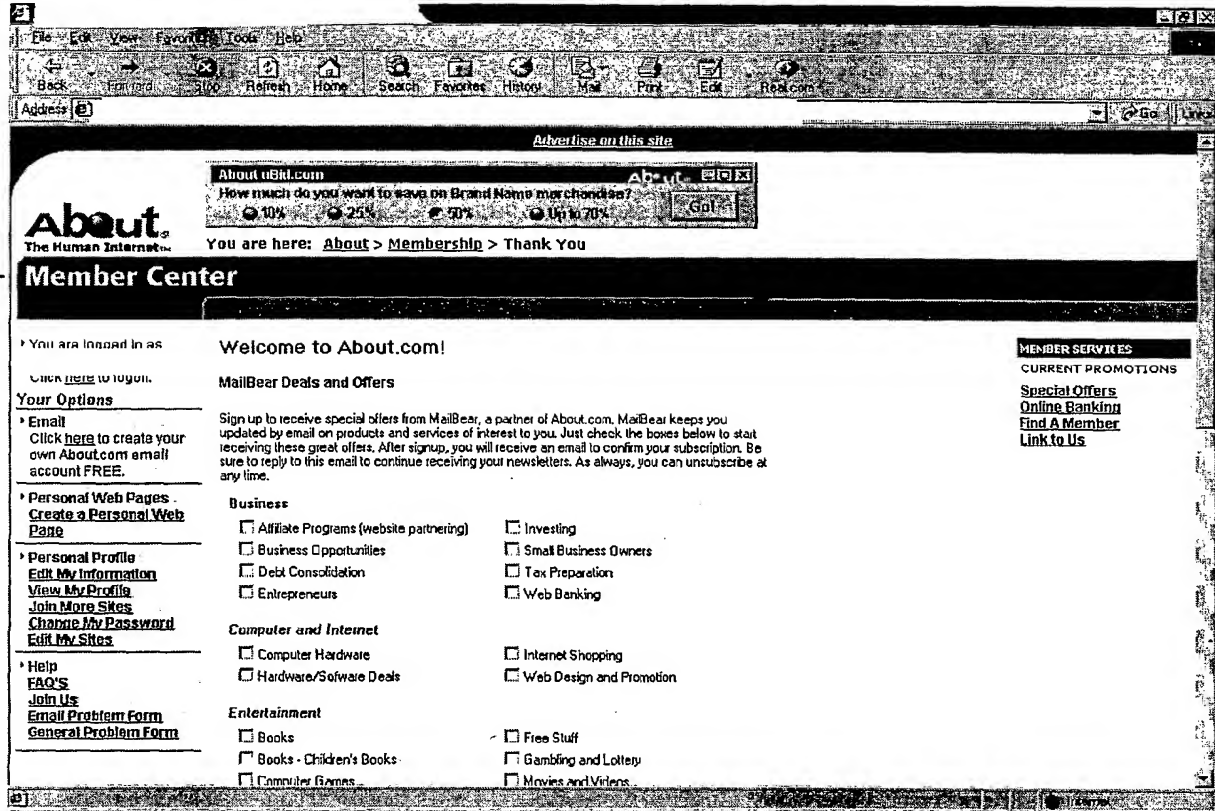 File Edit View Favorites Tools Help
Back Forward Stop Refresh Home Search Favorites History Mail Print Edit Real.com
Address Go Links
Advertise on this site
About uBid.com About
How much do you want to save on Brand Name merchandise?
10% 25% 50% Up to 70% Go!
About
The Human Internet
You are here: About > Membership > Thank You
Member Center
You are logged in as
Click here to logoff.
Your Options
Email
Click here to create your
own About.com email
account FREE.
Personal Web Pages
Create a Personal Web
Page
Personal Profile
Edit My Information
View My Profile
Join More Sites
Change My Password
Edit My Sites
Help
FAQ'S
Join Us
Email Problem Form
General Problem Form
Welcome to About.com!
MailBear Deals and Offers
Sign up to receive special offers from MailBear, a partner of About.com. MailBear keeps you
updated by email on products and services of interest to you. Just check the boxes below to start
receiving these great offers. After signup, you will receive an email to confirm your subscription. Be
sure to reply to this email to continue receiving your newsletters. As always, you can unsubscribe at
any time.
Business
Affiliate Programs (website partnering) Investing
Business Opportunities Small Business Owners
Debt Consolidation Tax Preparation
Entrepreneurs Web Banking
Computer and Internet
Computer Hardware Internet Shopping
Hardware/Sofware Deals Web Design and Promotion
Entertainment
Books Free Stuff
Books - Children's Books Gambling and Lottery
Computer Games Movies and Videos
MEMBER SERVICES
CURRENT PROMOTIONS
Special Offers
Online Banking
Find A Member
Link to Us